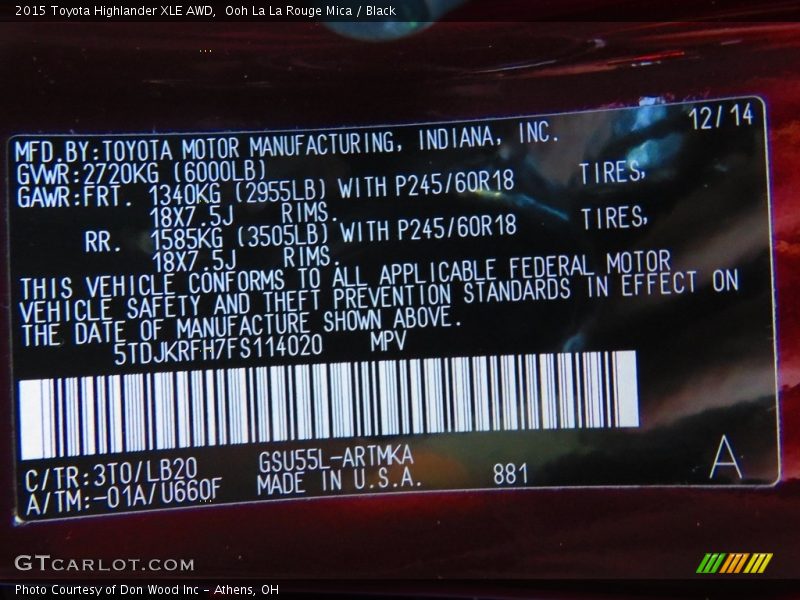 2015 Toyota Highlander XLE AWD,  Ooh La La Rouge Mica / Black
12/14
MFD.BY:TOYOTA MOTOR MANUFACTURING, INDIANA, INC.
GVWR:2720KG (6000LB)
GAWR:FRT. 1340KG (2955LB) WITH P245/60R18 TIRES,
18X7.5J RIMS.
RR. 1585KG (3505LB) WITH P245/60R18 TIRES,
18X7.5J RIMS.
THIS VEHICLE CONFORMS TO ALL APPLICABLE FEDERAL MOTOR
VEHICLE SAFETY AND THEFT PREVENTION STANDARDS IN EFFECT ON
THE DATE OF MANUFACTURE SHOWN ABOVE.
5TDJKRFH7FS114020 MPV
C/TR:3T0/LB20 GSU55L-ARTMKA
A/TM:-01A/U660F MADE IN U.S.A. 881 A
GTCARLOT.COM
Photo Courtesy of Don Wood Inc - Athens, OH